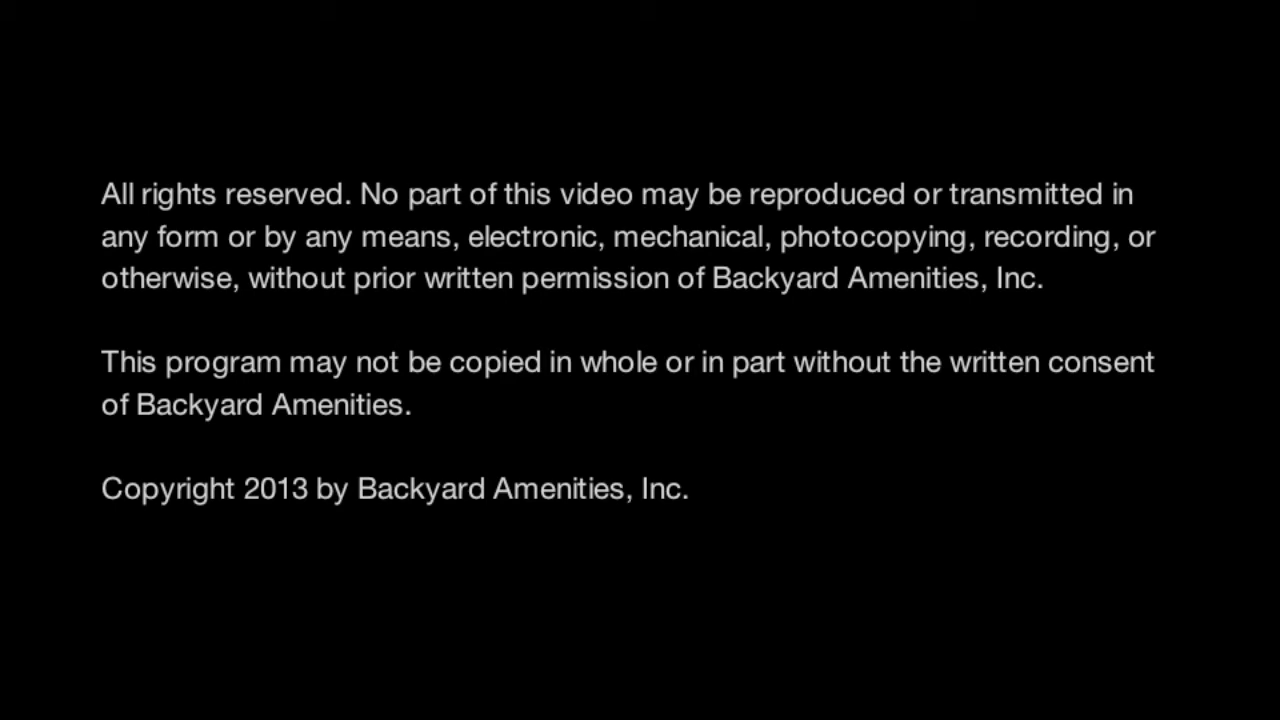 All rights reserved. No part of this video may be reproduced or transmitted in
any form or by any means, electronic, mechanical, photocopying, recording, or
otherwise, without prior written permission of Backyard Amenities, Inc.
This program may not be copied in whole or in part without the written consent
of Backyard Amenities.
Copyright 2013 by Backyard Amenities, Inc.